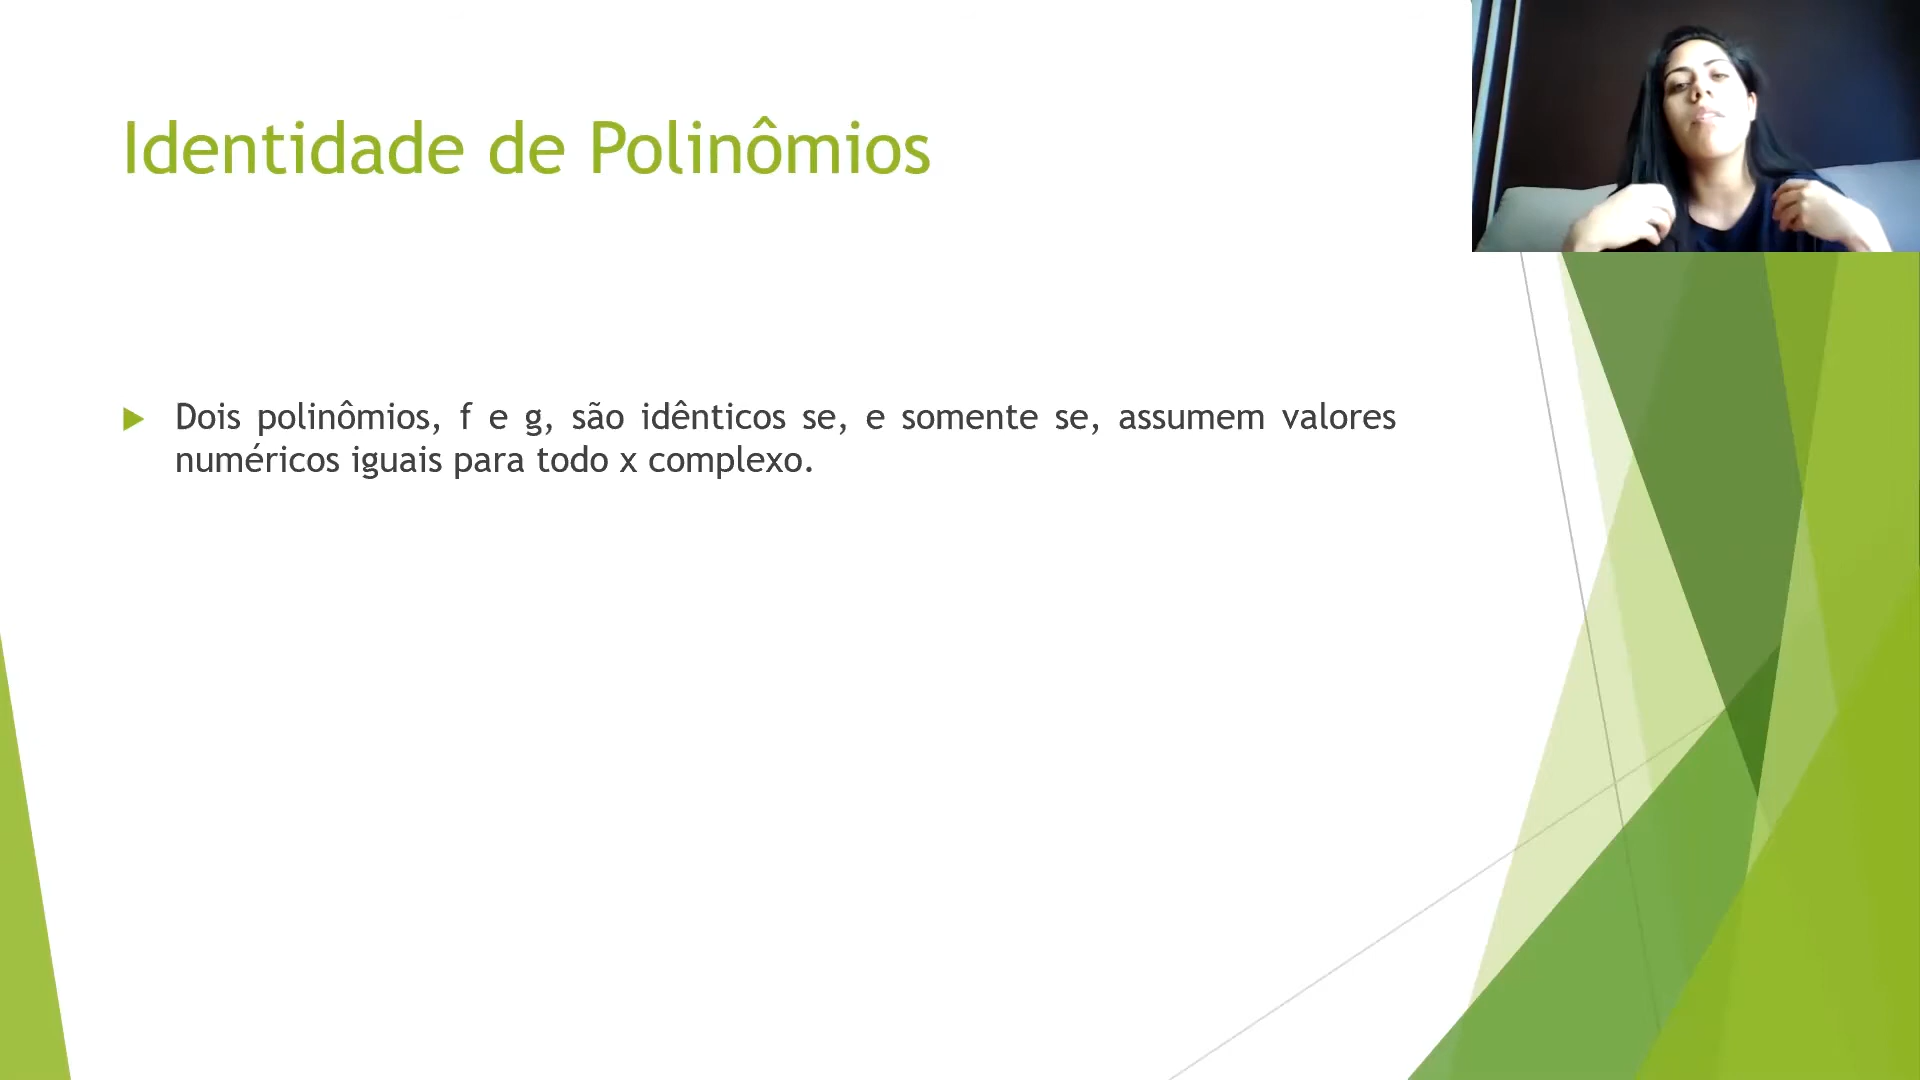 Identidade de Polinômios
Dois polinômios, f e g, são idênticos se, e somente se, assumem valores
numéricos iguais para todo x complexo.